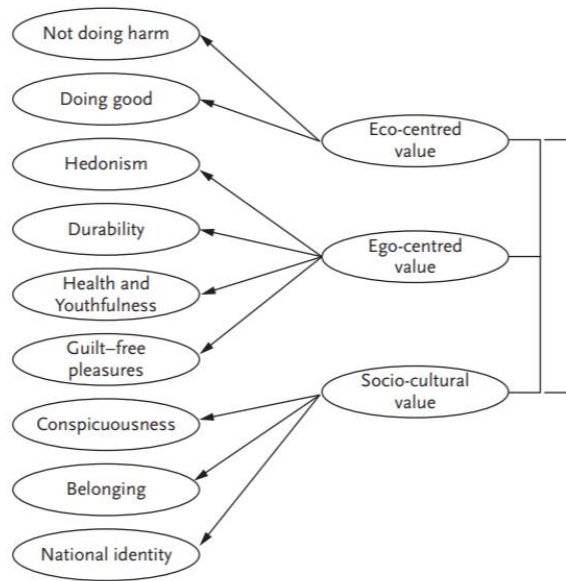 Not doing harm
Doing good
Hedonism
Durability
Health and
Youthfulness
Guilt–free
pleasures
Conspicuousness
Belonging
National identity
Eco-centred
value
Ego-centred
value
Socio-cultural
value